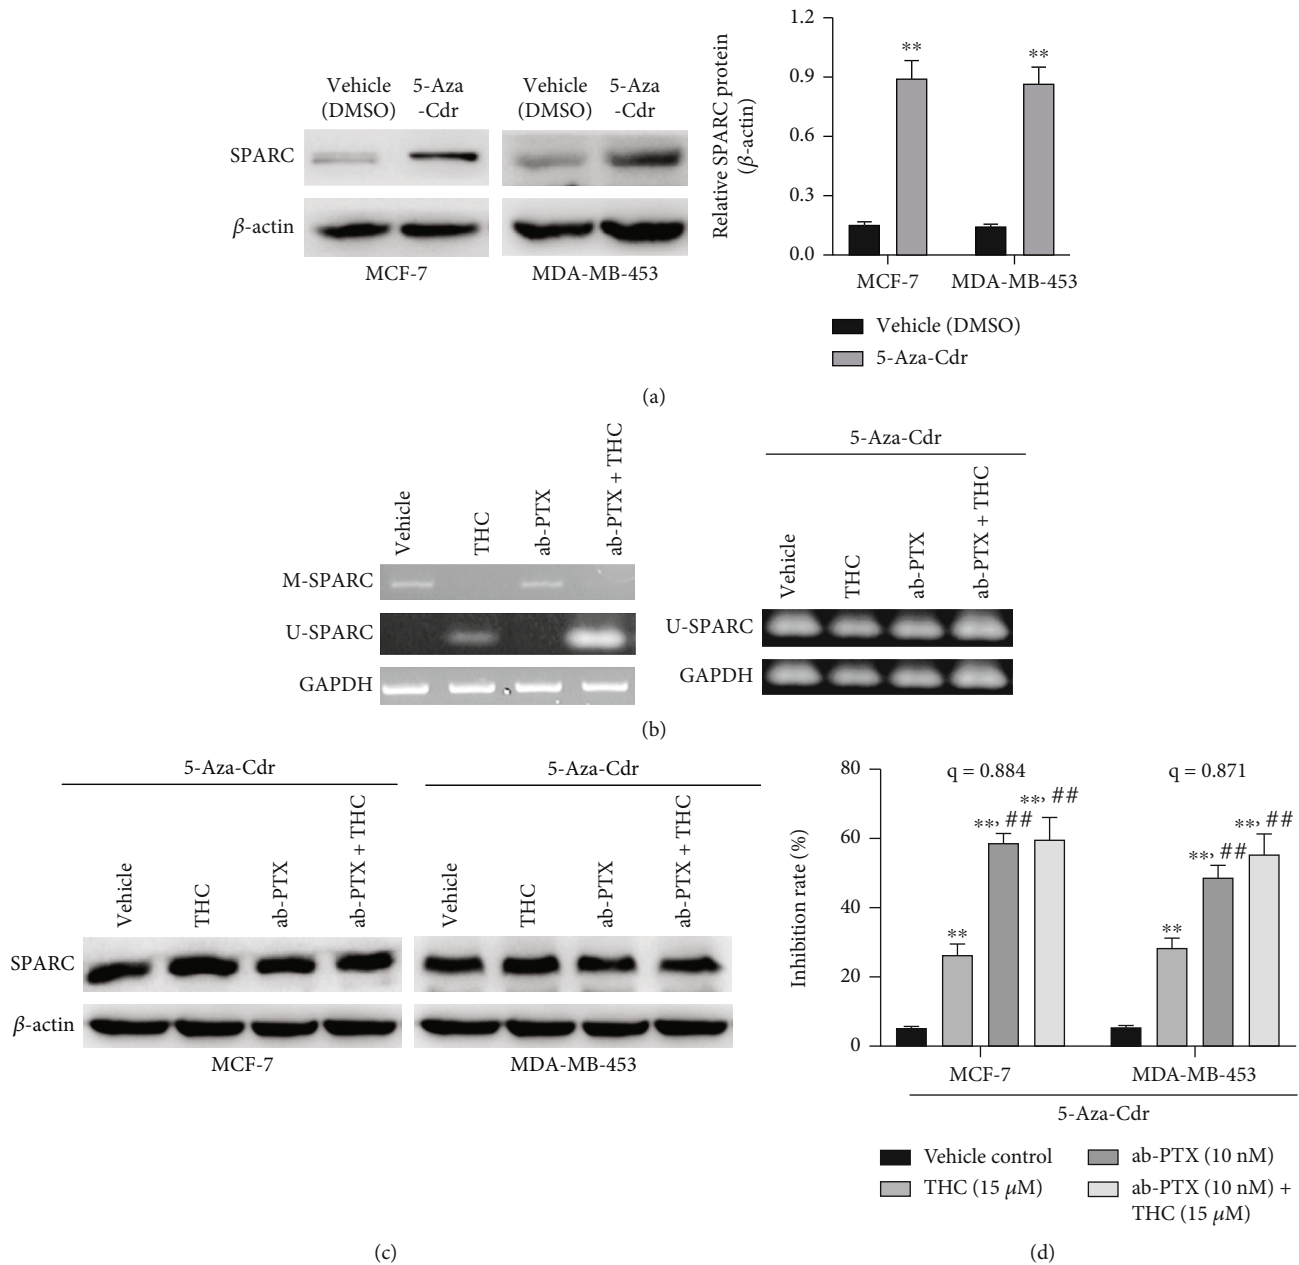 Vehicle
(DMSO)
5-Aza
-Cdr
Vehicle
(DMSO)
5-Aza
-Cdr
SPARC
β-actin
MCF-7
MDA-MB-453
Relative SPARC protein
(β-actin)
1.2
0.9
0.6
0.3
0.0
**
**
MCF-7
MDA-MB-453
Vehicle (DMSO)
5-Aza-Cdr
(a)
Vehicle
THC
ab-PTX
ab-PTX + THC
M-SPARC
U-SPARC
GAPDH
5-Aza-Cdr
Vehicle
THC
ab-PTX
ab-PTX + THC
U-SPARC
GAPDH
(b)
5-Aza-Cdr
5-Aza-Cdr
Vehicle
THC
ab-PTX
ab-PTX + THC
Vehicle
THC
ab-PTX
ab-PTX + THC
SPARC
β-actin
MCF-7
MDA-MB-453
(c)
Inhibition rate (%)
80
60
40
20
0
q = 0.884
q = 0.871
**
**, ##
**, ##
**
**, ##
**, ##
MCF-7
MDA-MB-453
5-Aza-Cdr
Vehicle control
THC (15 μM)
ab-PTX (10 nM)
ab-PTX (10 nM) +
THC (15 μM)
(d)